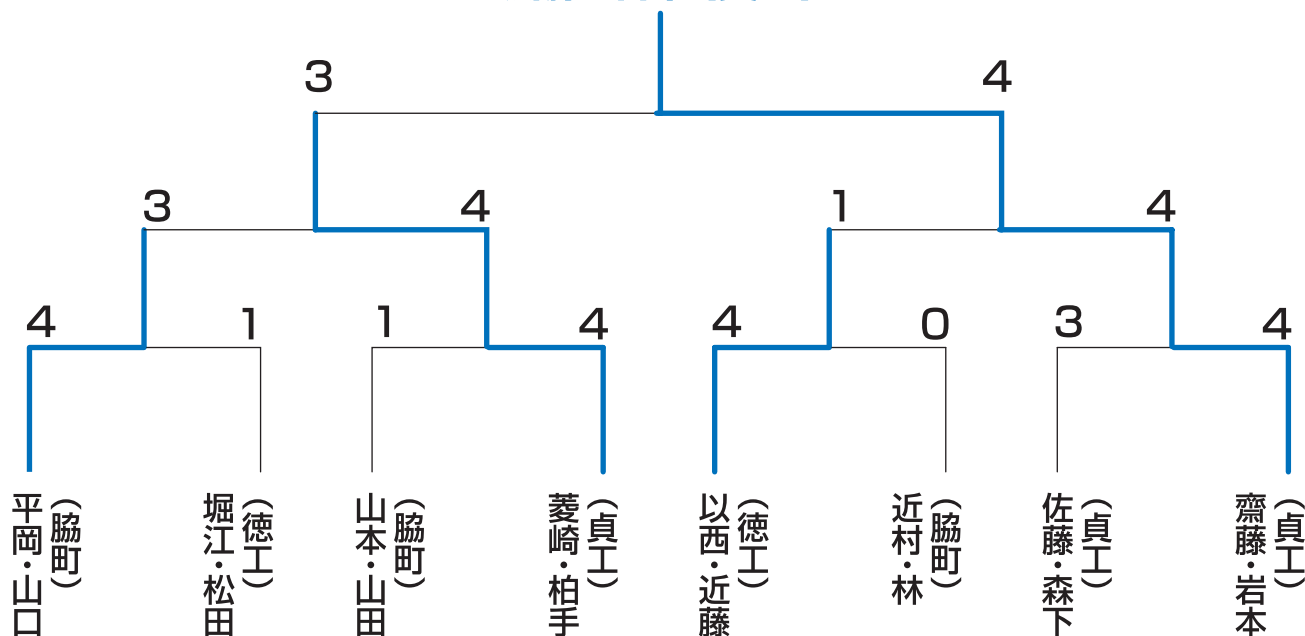 3
4
3
4
1
4
4
1
1
4
4
0
3
4
平岡・山口
(脇町)
堀江・松田
(徳工)
山本・山田
(脇町)
菱崎・柏手
(貞工)
以西・近藤
(徳工)
近村・林
(脇町)
佐藤・森下
(貞工)
齋藤・岩本
(貞工)